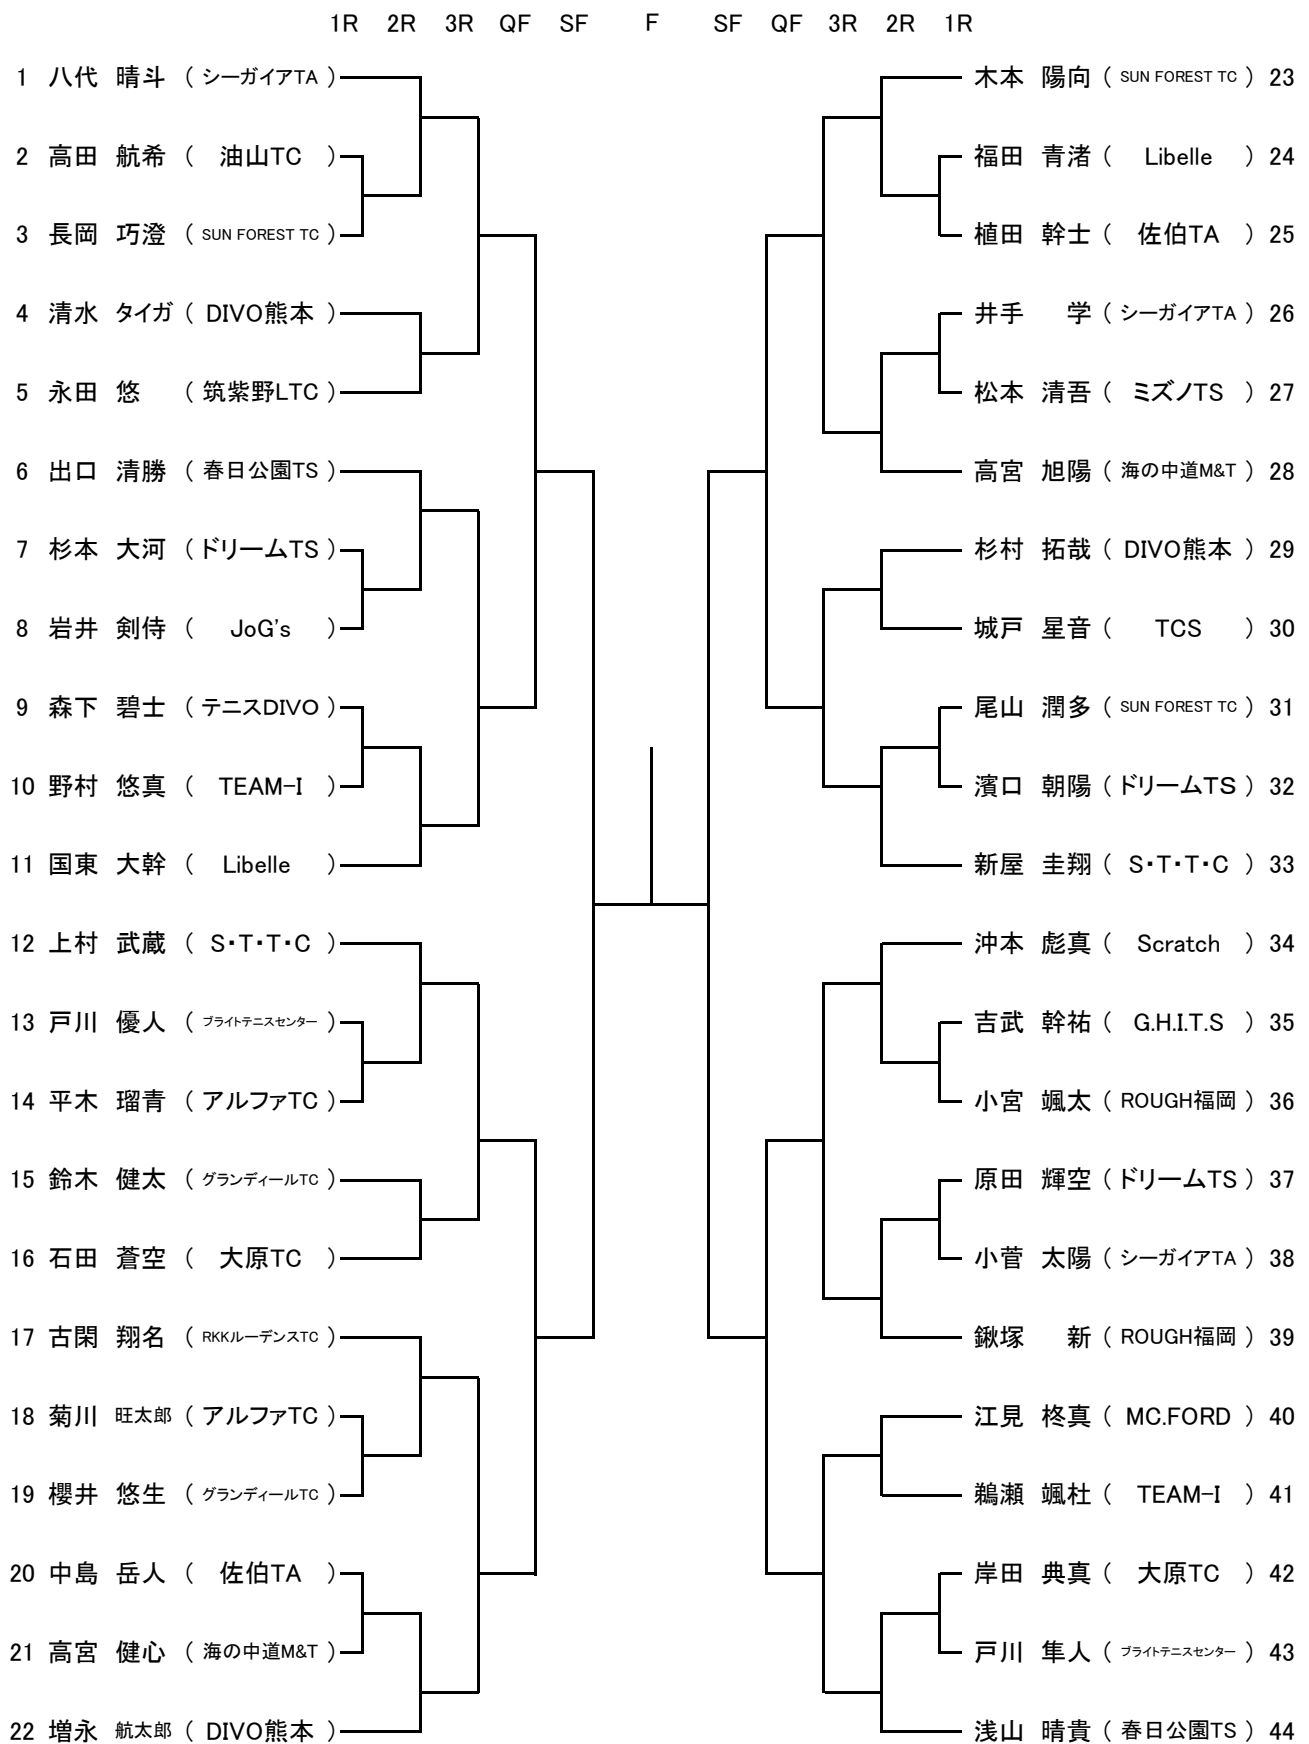 1R 2R 3R QF SF F SF QF 3R 2R 1R
1 八代 晴斗 ( シーガイアTA )
2 高田 航希 ( 油山TC )
3 長岡 巧澄 ( SUN FOREST TC )
4 清水 タイガ ( DIVO熊本 )
5 永田 悠 ( 筑紫野LTC )
6 出口 清勝 ( 春日公園TS )
7 杉本 大河 ( ドリームTS )
8 岩井 剣侍 ( JoG's )
9 森下 碧士 ( テニスDIVO )
10 野村 悠真 ( TEAM-I )
11 国東 大幹 ( Libelle )
12 上村 武蔵 ( S・T・T・C )
13 戸川 優人 ( ブライトテニスセンター )
14 平木 瑠青 ( アルファTC )
15 鈴木 健太 ( グランディールTC )
16 石田 蒼空 ( 大原TC )
17 古閑 翔名 ( RKKルーデンスTC )
18 菊川 旺太郎 ( アルファTC )
19 櫻井 悠生 ( グランディールTC )
20 中島 岳人 ( 佐伯TA )
21 高宮 健心 ( 海の中道M&T )
22 増永 航太郎 ( DIVO熊本 )
木本 陽向 ( SUN FOREST TC ) 23
福田 青渚 ( Libelle ) 24
植田 幹士 ( 佐伯TA ) 25
井手 学 ( シーガイアTA ) 26
松本 清吾 ( ミズノTS ) 27
高宮 旭陽 ( 海の中道M&T ) 28
杉村 拓哉 ( DIVO熊本 ) 29
城戸 星音 ( TCS ) 30
尾山 潤多 ( SUN FOREST TC ) 31
濱口 朝陽 ( ドリームTS ) 32
新屋 圭翔 ( S・T・T・C ) 33
沖本 彪真 ( Scratch ) 34
吉武 幹祐 ( G.H.I.T.S ) 35
小宮 颯太 ( ROUGH福岡 ) 36
原田 輝空 ( ドリームTS ) 37
小菅 太陽 ( シーガイアTA ) 38
鍬塚 新 ( ROUGH福岡 ) 39
江見 柊真 ( MC.FORD ) 40
鵜瀬 颯杜 ( TEAM-I ) 41
岸田 典真 ( 大原TC ) 42
戸川 隼人 ( ブライトテニスセンター ) 43
浅山 晴貴 ( 春日公園TS ) 44